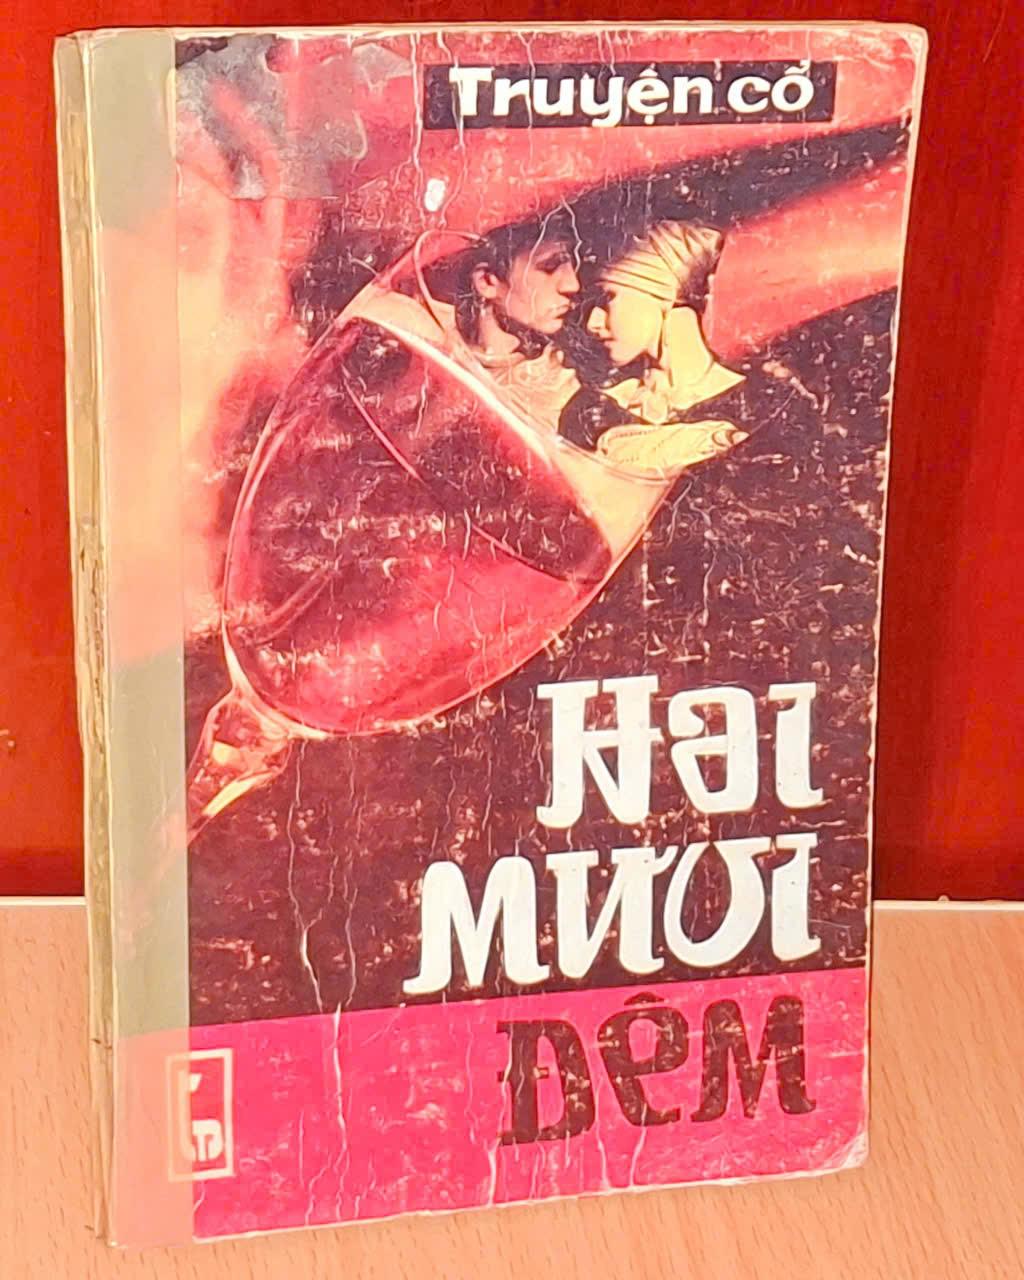 Truyện cổ
Hai
mươi
Đêm